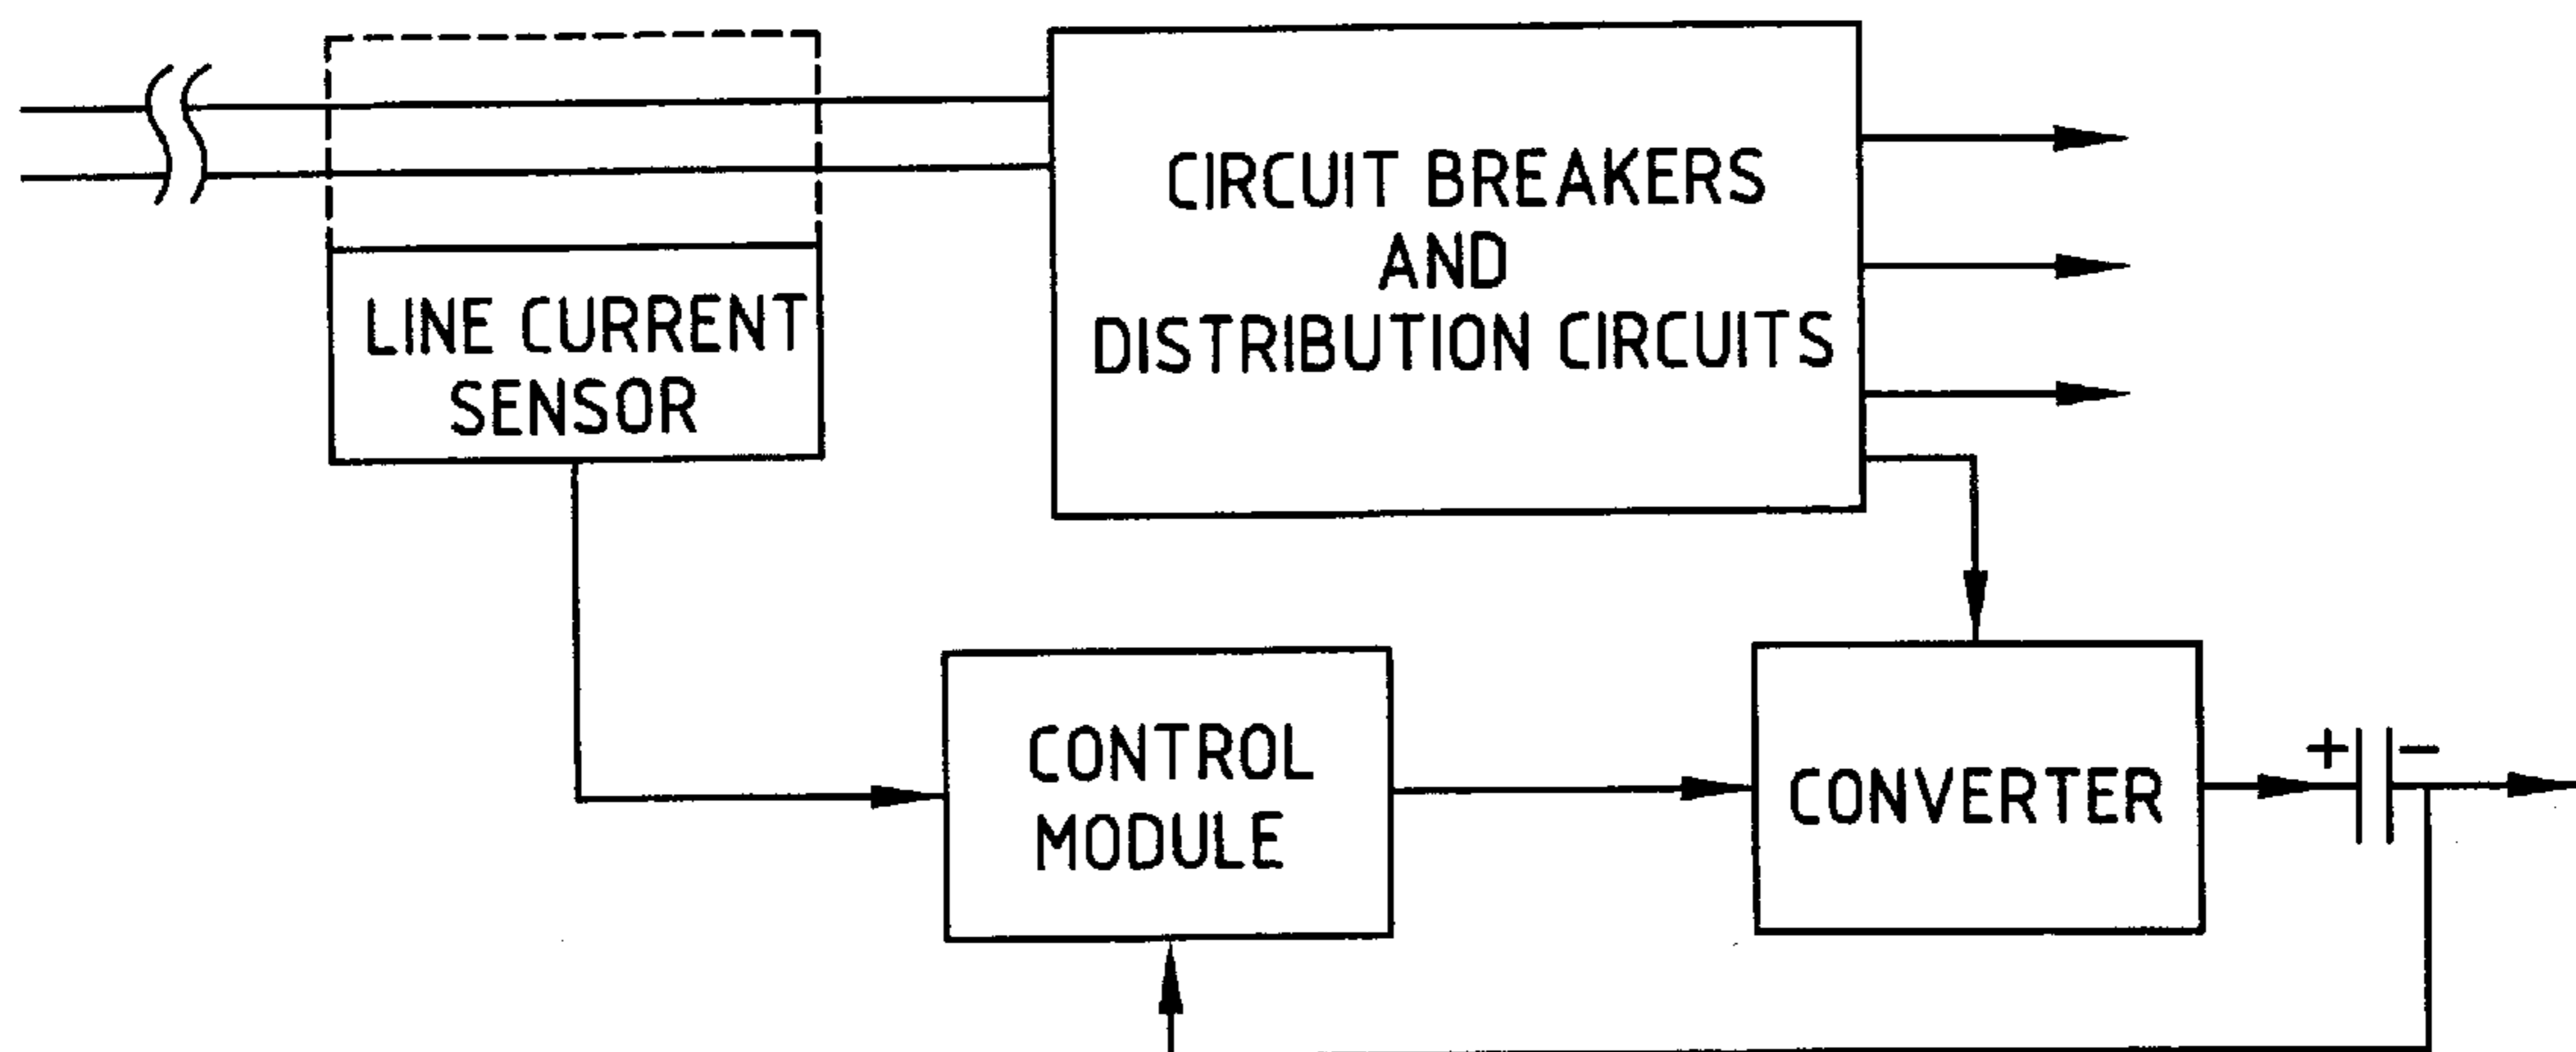 CIRCUIT BREAKERS
AND
DISTRIBUTION CIRCUITS
LINE CURRENT
SENSOR
CONTROL
MODULE
CONVERTER
+ −